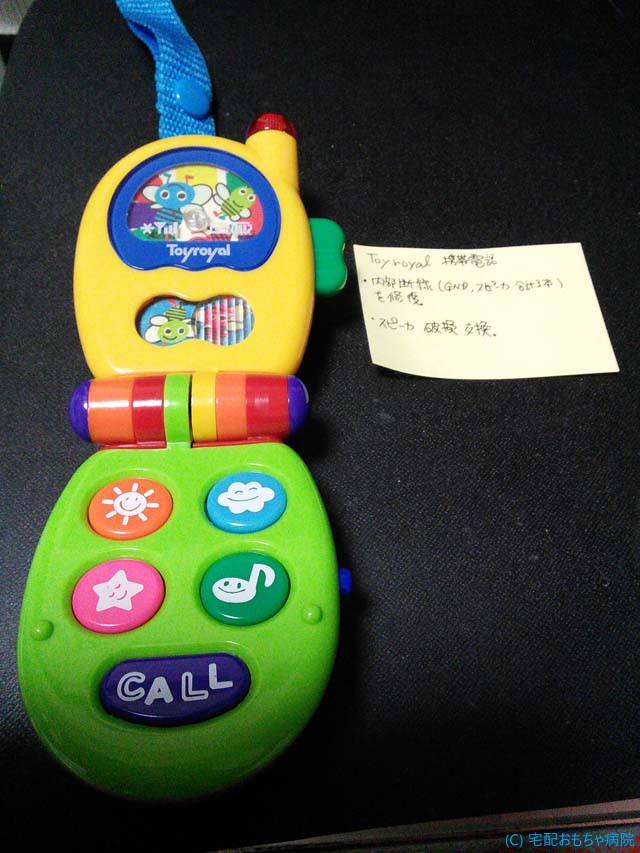 Toyroyal
CALL
Toyroyal 携帯電話
・内部断線(GND,スピーカ 合計3本)
を修復
・スピーカ 破損 交換。
(C) 宅配おもちゃ病院